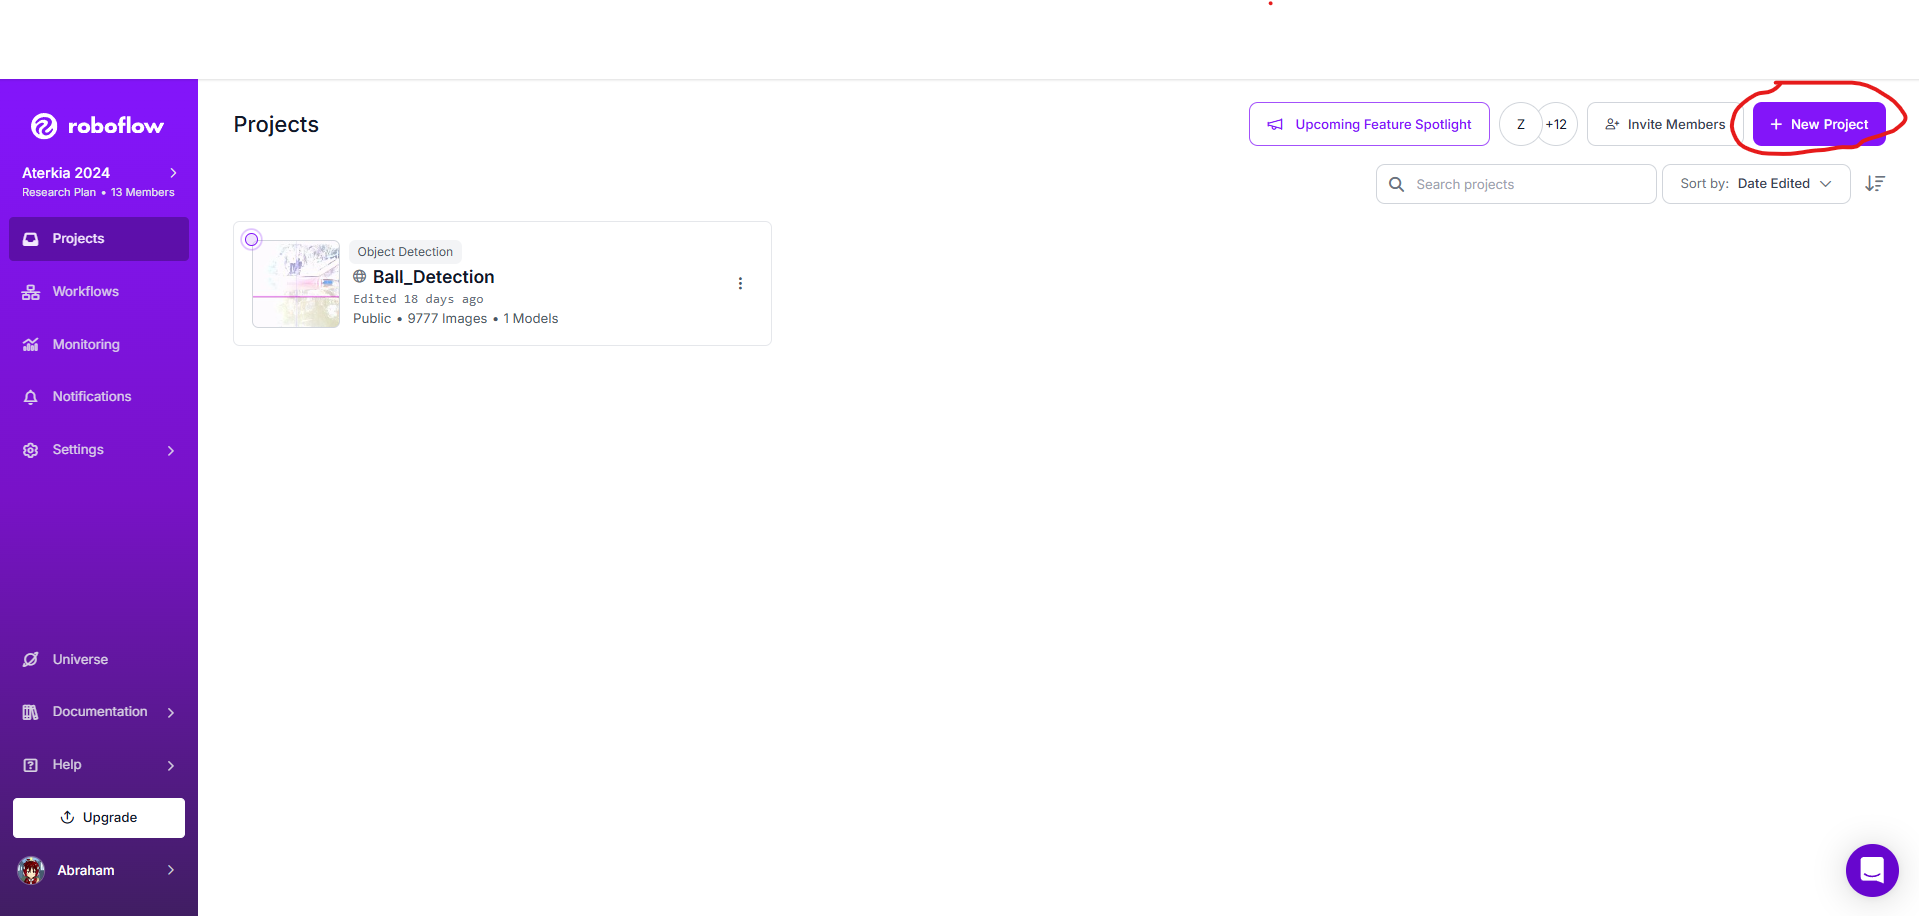 roboflow
Aterkia 2024
Research Plan • 13 Members
Projects
Workflows
Monitoring
Notifications
Settings
Universe
Documentation
Help
Upgrade
Abraham
Projects
Upcoming Feature Spotlight
Z
+12
Invite Members
+ New Project
Search projects
Sort by: Date Edited
Object Detection
Ball_Detection
Edited 18 days ago
Public • 9777 Images • 1 Models